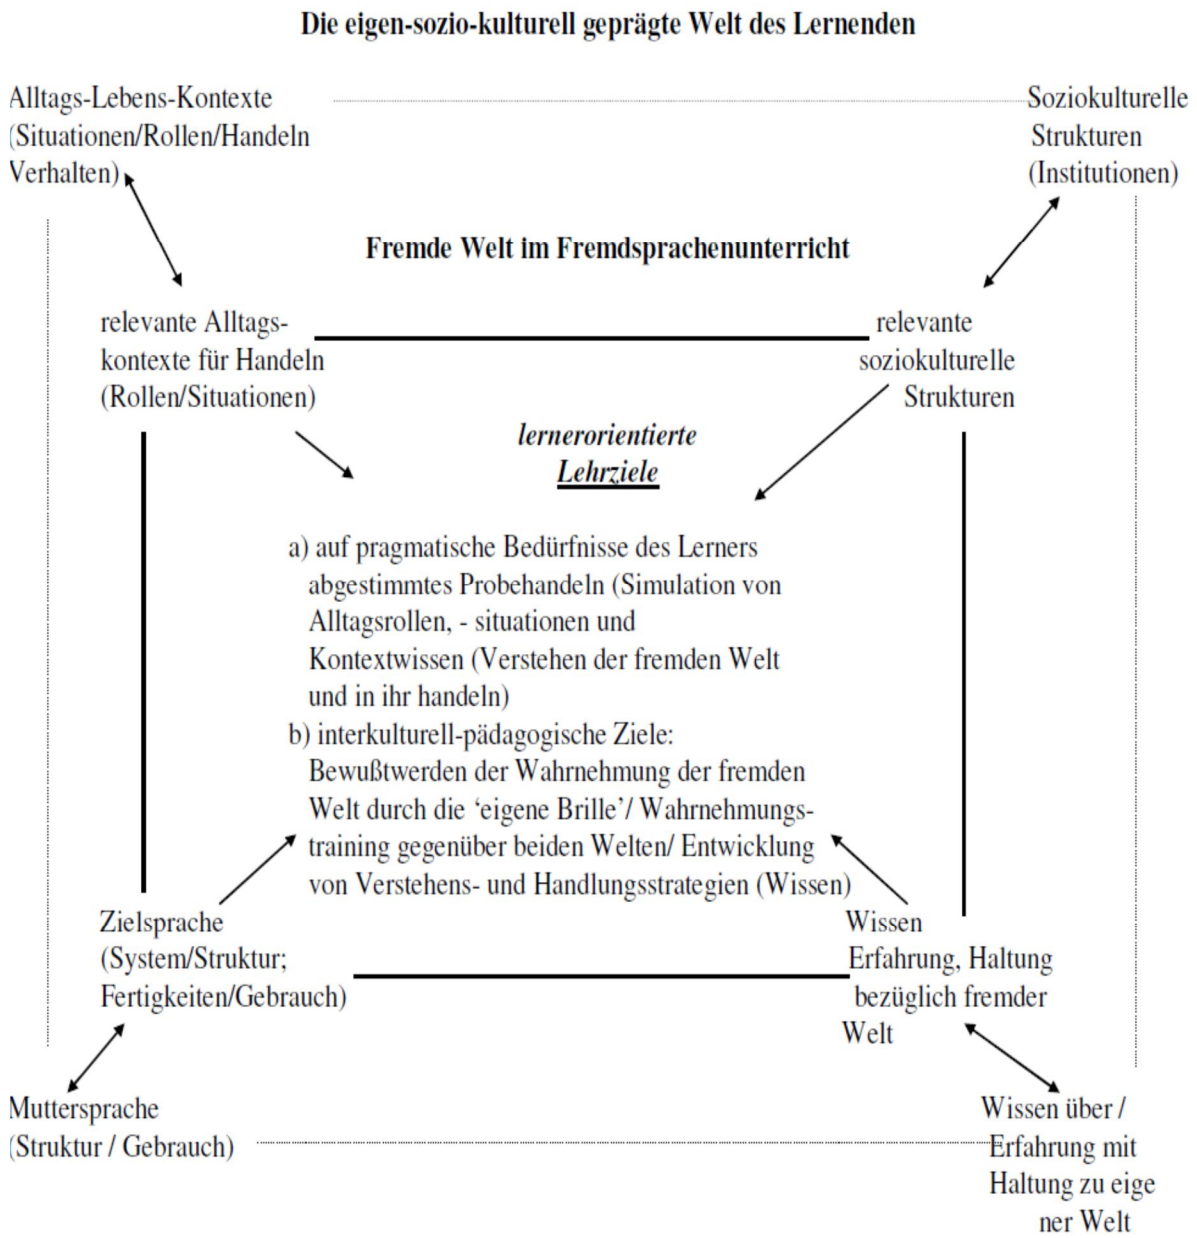 Die eigen-sozio-kulturell geprägte Welt des Lernenden
Alltags-Lebens-Kontexte
(Situationen/Rollen/Handeln
Verhalten)
Soziokulturelle
Strukturen
(Institutionen)
Fremde Welt im Fremdsprachenunterricht
relevante Alltags-
kontexte für Handeln
(Rollen/Situationen)
relevante
soziokulturelle
Strukturen
lernerorientierte
Lehrziele
a) auf pragmatische Bedürfnisse des Lerners
abgestimmtes Probehandeln (Simulation von
Alltagsrollen, - situationen und
Kontextwissen (Verstehen der fremden Welt
und in ihr handeln)
b) interkulturell-pädagogische Ziele:
Bewußtwerden der Wahrnehmung der fremden
Welt durch die ‘eigene Brille’/ Wahrnehmungs-
training gegenüber beiden Welten/ Entwicklung
von Verstehens- und Handlungsstrategien (Wissen)
Zielsprache
(System/Struktur;
Fertigkeiten/Gebrauch)
Wissen
Erfahrung, Haltung
bezüglich fremder
Welt
Muttersprache
(Struktur / Gebrauch)
Wissen über /
Erfahrung mit
Haltung zu eige
ner Welt